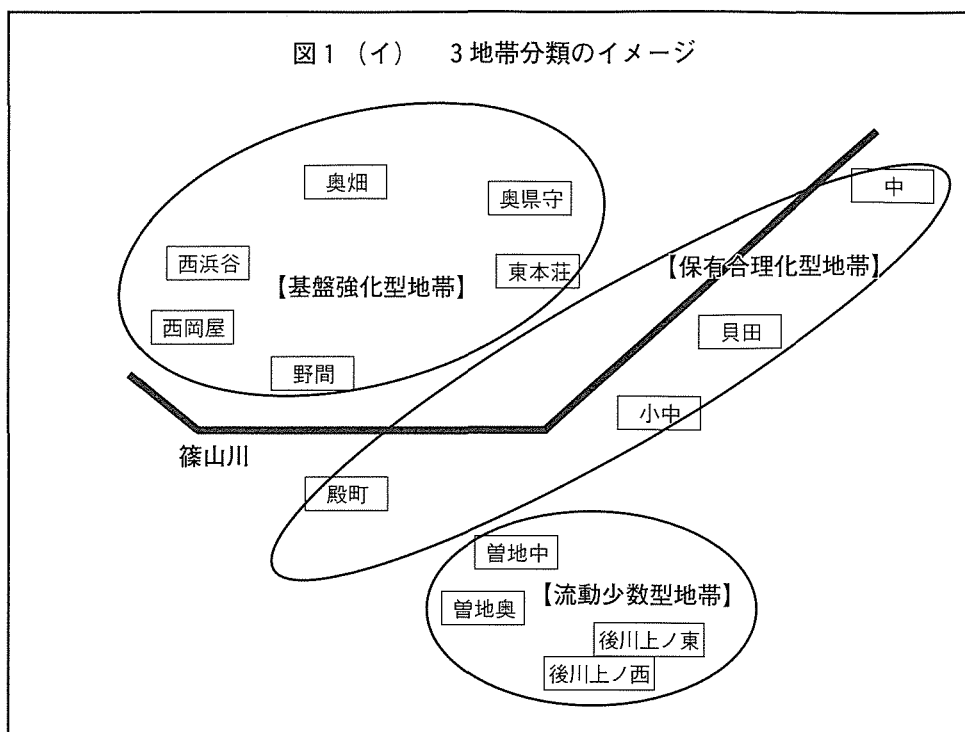 図1（イ）　3地帯分類のイメージ
奥畑
奥県守
中
西浜谷
東本荘
【保有合理化型地帯】
【基盤強化型地帯】
西岡屋
貝田
野間
小中
篠山川
殿町
曽地中
【流動少数型地帯】
曽地奥
後川上ノ東
後川上ノ西